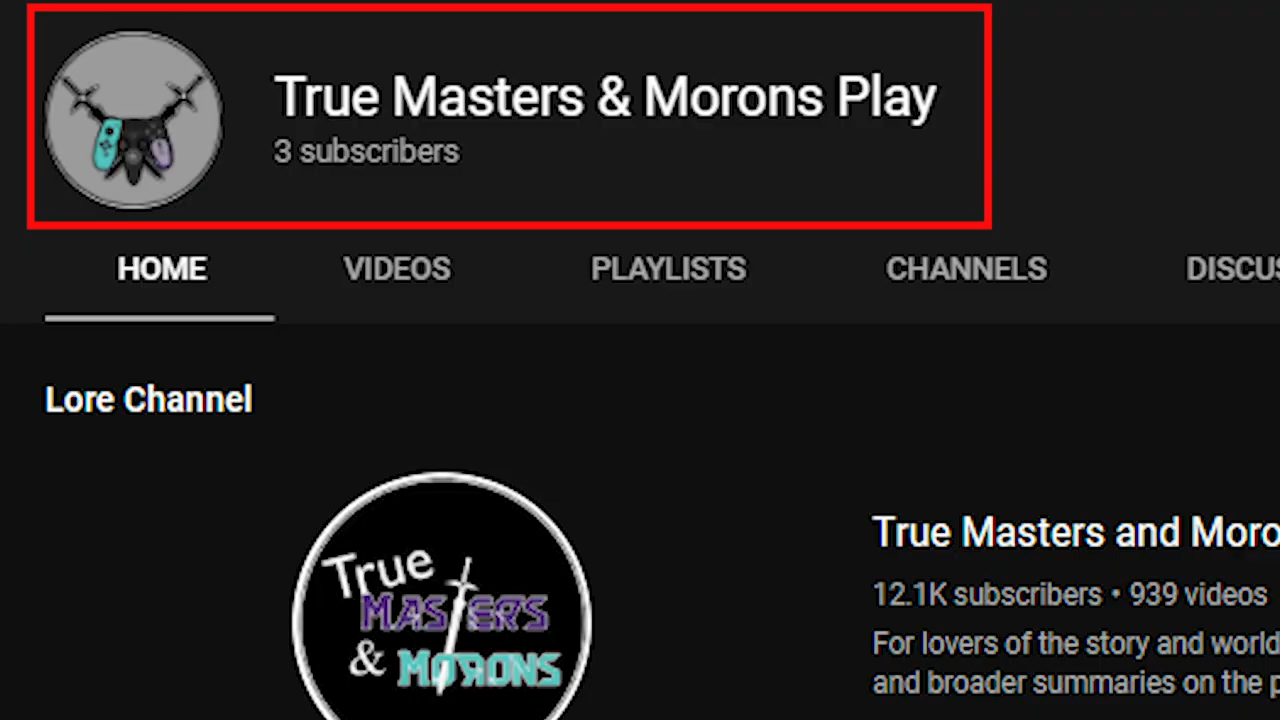 True Masters & Morons Play
3 subscribers
HOME VIDEOS PLAYLISTS CHANNELS DISCUS
Lore Channel
True
MASTERS
& MORONS
True Masters and Moro
12.1K subscribers • 939 videos
For lovers of the story and world
and broader summaries on the p